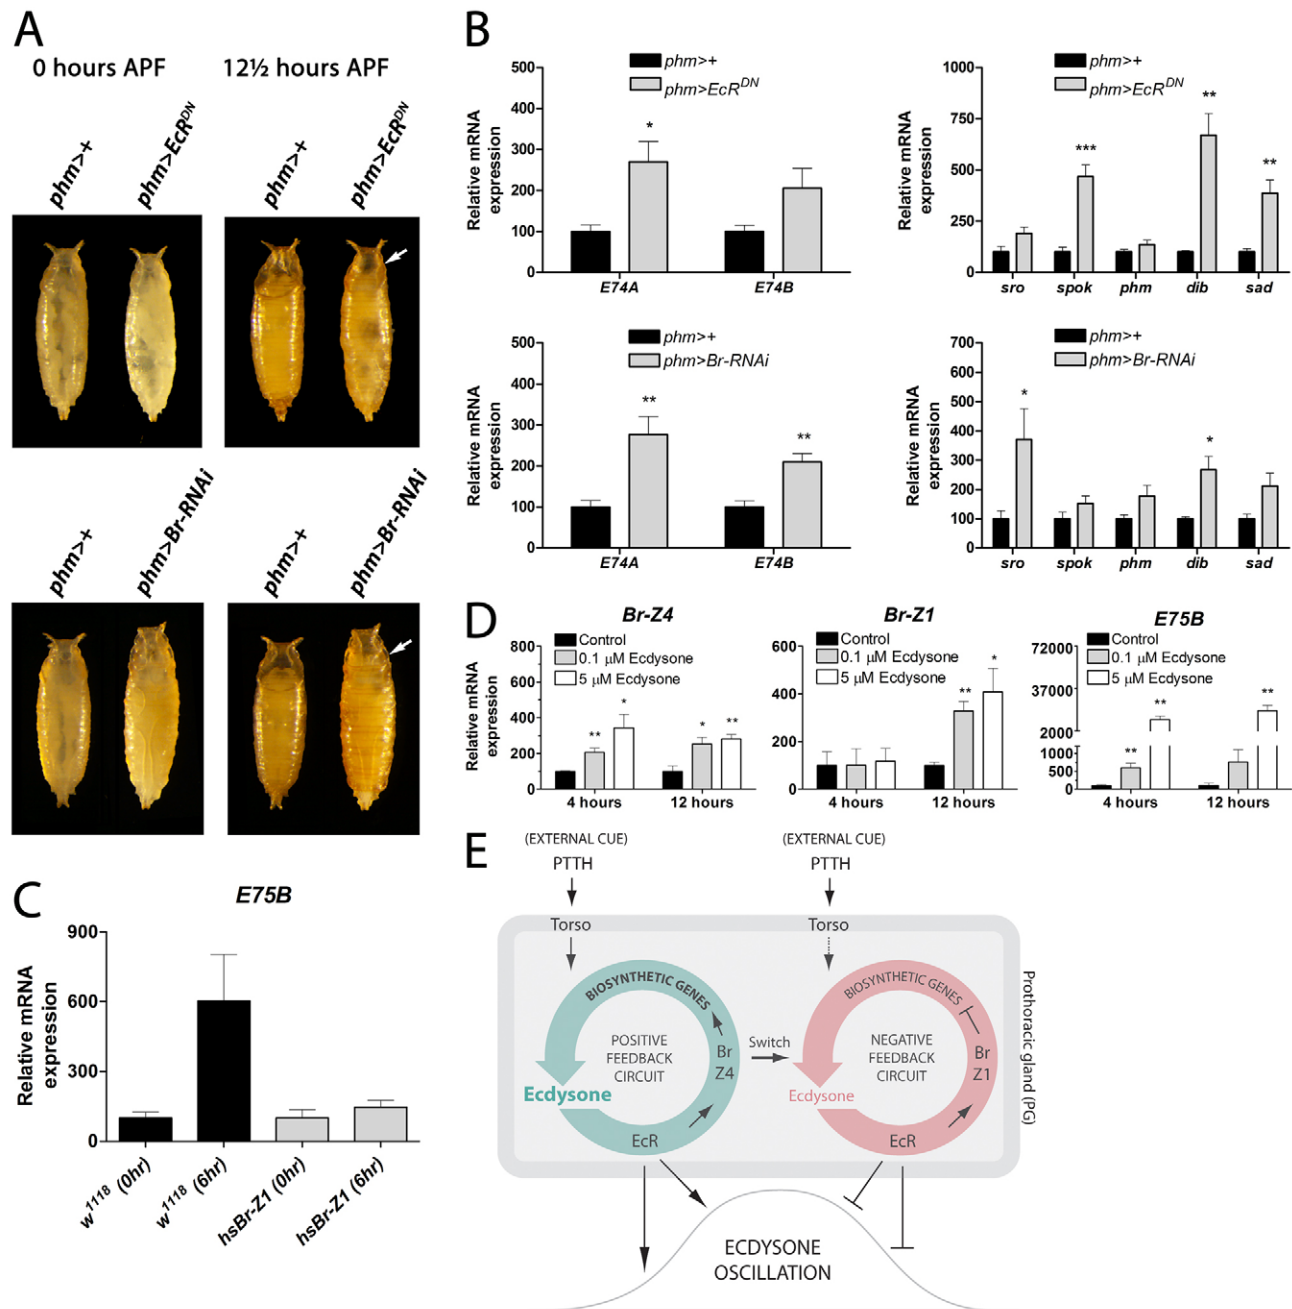 A
0 hours APF
12½ hours APF
phm>+
phm>EcR^DN
phm>+
phm>EcR^DN
phm>+
phm>Br-RNAi
phm>+
phm>Br-RNAi
B
phm>+
phm>EcR^DN
Relative mRNA
expression
500
400
300
200
100
0
*
E74A
E74B
phm>+
phm>EcR^DN
Relative mRNA
expression
1000
750
500
250
0
***
**
**
sro
spok
phm
dib
sad
phm>+
phm>Br-RNAi
Relative mRNA
expression
500
400
300
200
100
0
**
**
E74A
E74B
phm>+
phm>Br-RNAi
Relative mRNA
expression
700
600
500
400
300
200
100
0
*
*
sro
spok
phm
dib
sad
C
E75B
Relative mRNA
expression
900
600
300
0
w^1118 (0hr)
w^1118 (6hr)
hsBr-Z1 (0hr)
hsBr-Z1 (6hr)
D
Br-Z4
Control
0.1 µM Ecdysone
5 µM Ecdysone
Relative mRNA
expression
800
600
400
200
0
**
*
*
**
4 hours
12 hours
Br-Z1
Control
0.1 µM Ecdysone
5 µM Ecdysone
600
400
200
0
**
*
4 hours
12 hours
E75B
Control
0.1 µM Ecdysone
5 µM Ecdysone
72000
37000
2000
1000
500
0
**
**
**
4 hours
12 hours
E
(EXTERNAL CUE)
PTTH
Torso
BIOSYNTHETIC GENES
POSITIVE
FEEDBACK
CIRCUIT
Br
Z4
Ecdysone
EcR
Switch
(EXTERNAL CUE)
PTTH
Torso
BIOSYNTHETIC GENES
NEGATIVE
FEEDBACK
CIRCUIT
Br
Z1
Ecdysone
EcR
Prothoracic gland (PG)
ECDYSONE
OSCILLATION